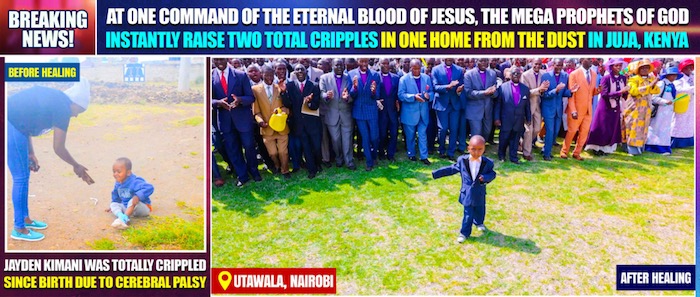 BREAKING
NEWS!
AT ONE COMMAND OF THE ETERNAL BLOOD OF JESUS, THE MEGA PROPHETS OF GOD
INSTANTLY RAISE TWO TOTAL CRIPPLES IN ONE HOME FROM THE DUST IN JUJA, KENYA
BEFORE HEALING
JAYDEN KIMANI WAS TOTALLY CRIPPLED
SINCE BIRTH DUE TO CEREBRAL PALSY
UTAWALA, NAIROBI
AFTER HEALING